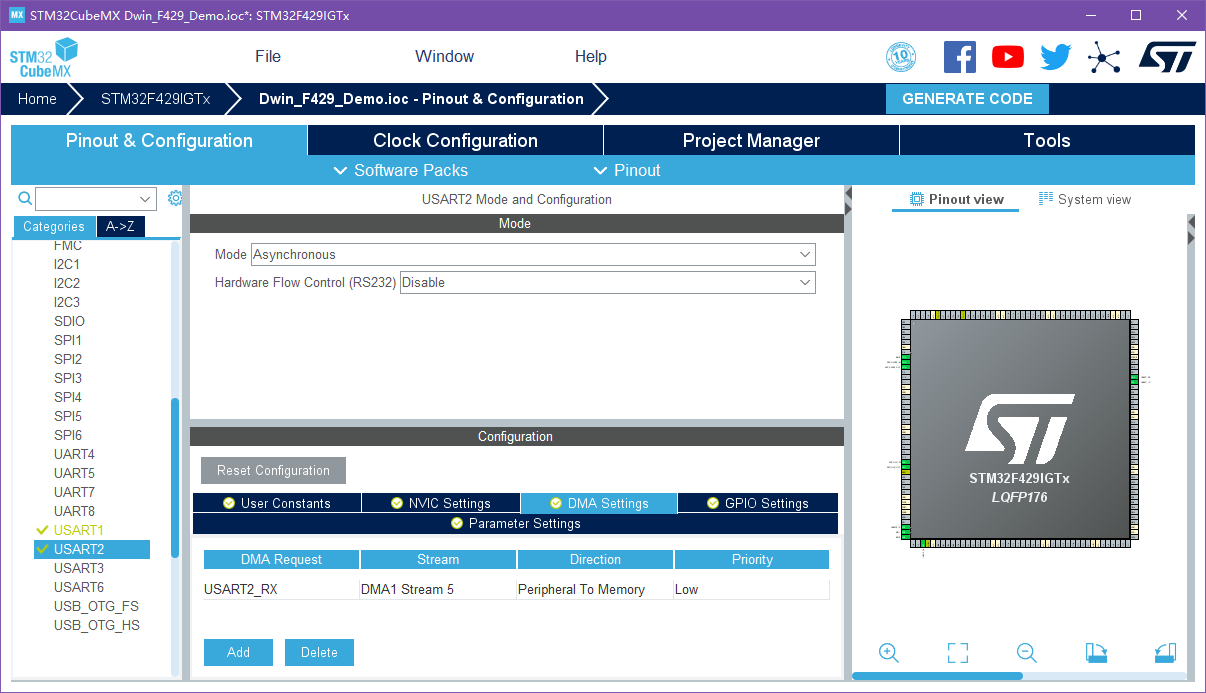 MX STM32CubeMX Dwin_F429_Demo.ioc*: STM32F429IGTx
STM32
CubeMX
File Window Help
10
Home STM32F429IGTx Dwin_F429_Demo.ioc - Pinout & Configuration GENERATE CODE
Pinout & Configuration Clock Configuration Project Manager Tools
Software Packs Pinout
Categories A->Z
FMC
I2C1
I2C2
I2C3
SDIO
SPI1
SPI2
SPI3
SPI4
SPI5
SPI6
UART4
UART5
UART7
UART8
USART1
USART2
USART3
USART6
USB_OTG_FS
USB_OTG_HS
USART2 Mode and Configuration
Mode
Mode Asynchronous
Hardware Flow Control (RS232) Disable
Configuration
Reset Configuration
User Constants NVIC Settings DMA Settings GPIO Settings
Parameter Settings
DMA Request Stream Direction Priority
USART2_RX DMA1 Stream 5 Peripheral To Memory Low
Add Delete
Pinout view System view
STM32F429IGTx
LQFP176